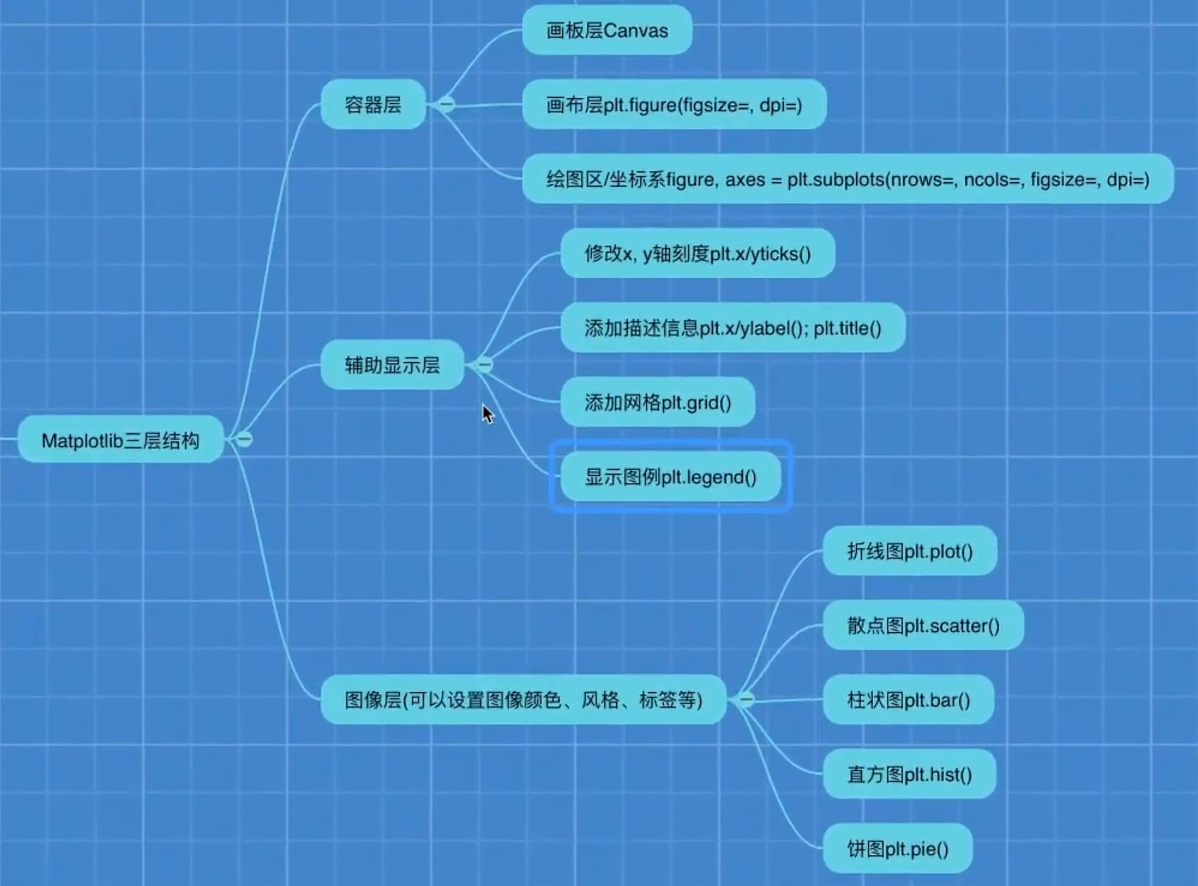 画板层Canvas
容器层
画布层plt.figure(figsize=, dpi=)
绘图区/坐标系figure, axes = plt.subplots(nrows=, ncols=, figsize=, dpi=)
修改x, y轴刻度plt.x/yticks()
添加描述信息plt.x/ylabel(); plt.title()
辅助显示层
添加网格plt.grid()
Matplotlib三层结构
显示图例plt.legend()
折线图plt.plot()
散点图plt.scatter()
图像层(可以设置图像颜色、风格、标签等)
柱状图plt.bar()
直方图plt.hist()
饼图plt.pie()